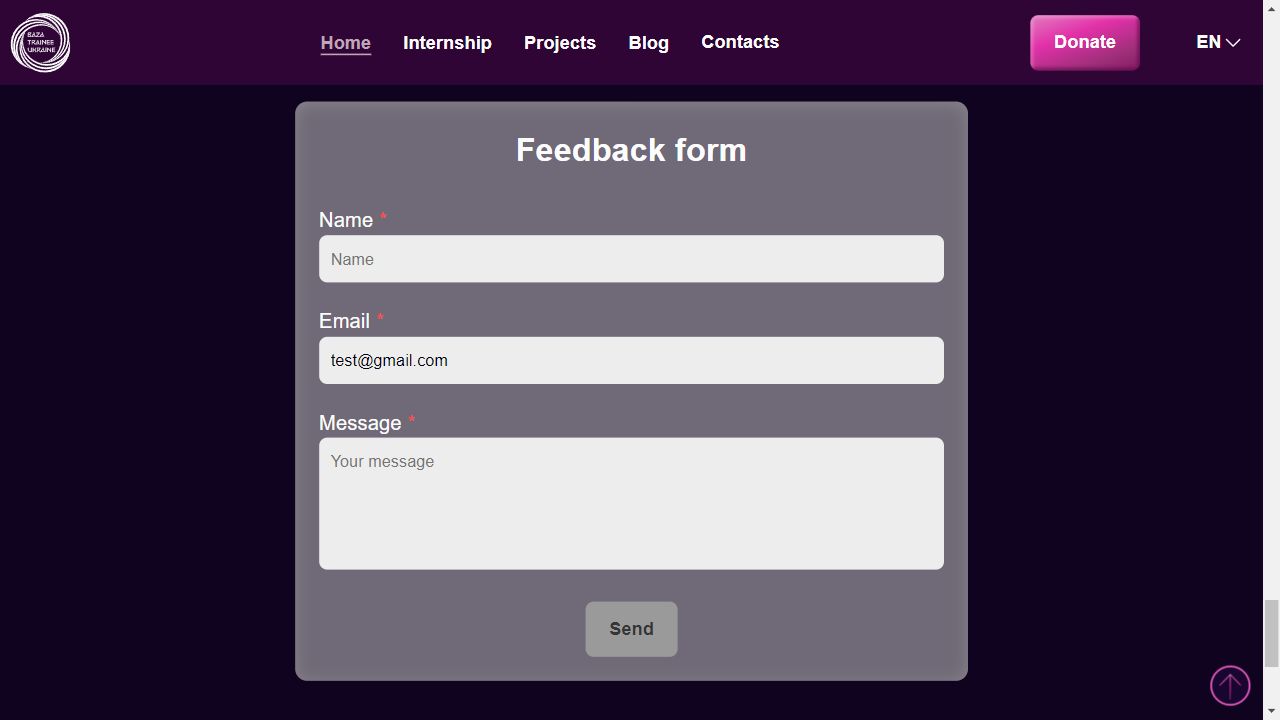 BAZA
TRAINEE
UKRAINE
Home Internship Projects Blog Contacts Donate EN
Feedback form
Name *
Name
Email *
test@gmail.com
Message *
Your message
Send